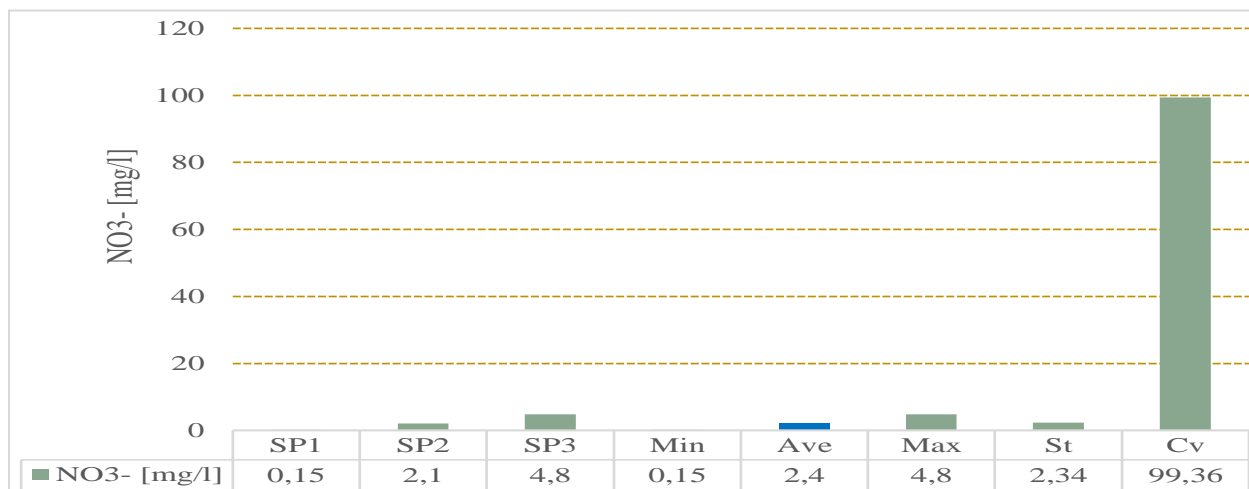 120
100
80
60
40
20
0
NO3- [mg/l]
SP1 SP2 SP3 Min Ave Max St Cv
NO3- [mg/l] 0,15 2,1 4,8 0,15 2,4 4,8 2,34 99,36